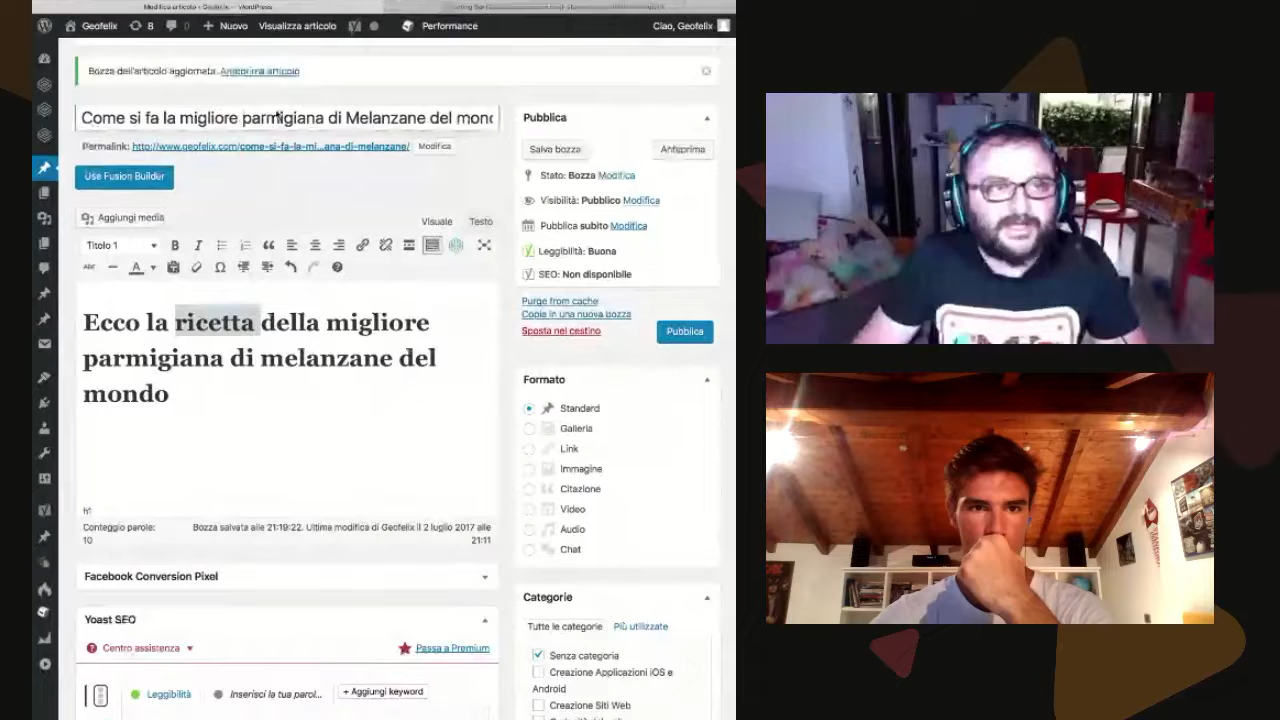 Modifica articolo ‹ Geofelix — WordPress
Geofelix
8
0
Nuovo
Visualizza articolo
Performance
Ciao, Geofelix
Bozza dell'articolo aggiornata. Anteprima articolo
Come si fa la migliore parmigiana di Melanzane del mond
Permalink: http://www.geofelix.com/come-si-fa-la-mi...ana-di-melanzane/
Modifica
Use Fusion Builder
Aggiungi media
Visuale
Testo
Titolo 1
B
I
ABC
A
Ω
Ecco la ricetta della migliore
parmigiana di melanzane del
mondo
h1
Conteggio parole:
10
Bozza salvata alle 21:19:22. Ultima modifica di Geofelix il 2 luglio 2017 alle
21:11
Facebook Conversion Pixel
Yoast SEO
Centro assistenza
Passa a Premium
Leggibilità
Inserisci la tua parol...
+ Aggiungi keyword
Pubblica
Salva bozza
Anteprima
Stato: Bozza Modifica
Visibilità: Pubblico Modifica
Pubblica subito Modifica
Leggibilità: Buona
SEO: Non disponibile
Purge from cache
Copia in una nuova bozza
Sposta nel cestino
Pubblica
Formato
Standard
Galleria
Link
Immagine
Citazione
Video
Audio
Chat
Categorie
Tutte le categorie
Più utilizzate
Senza categoria
Creazione Applicazioni iOS e
Android
Creazione Siti Web